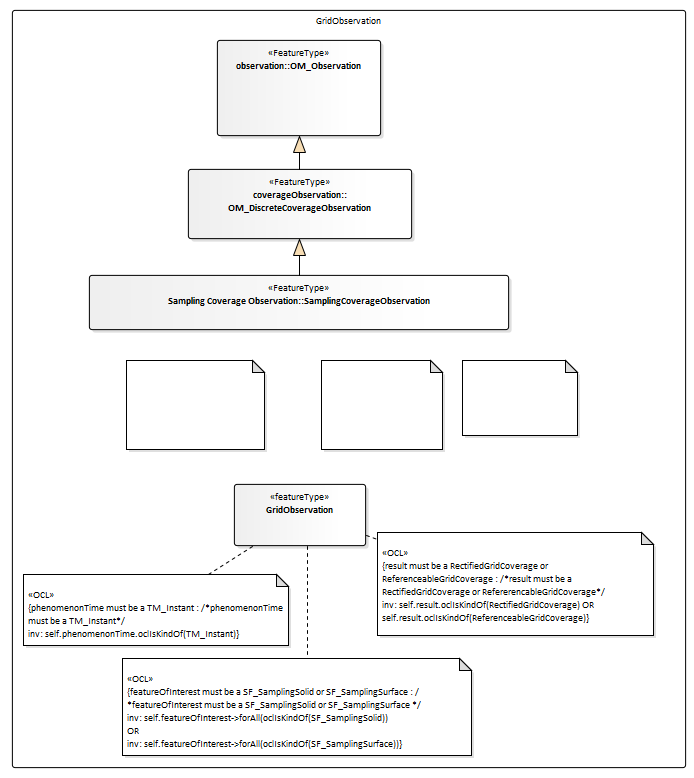 GridObservation
«FeatureType»
observation::OM_Observation
«FeatureType»
coverageObservation::
OM_DiscreteCoverageObservation
«FeatureType»
Sampling Coverage Observation::SamplingCoverageObservation
«featureType»
GridObservation
«OCL»
{result must be a RectifiedGridCoverage or
ReferenceableGridCoverage : /*result must be a
RectifiedGridCoverage or RefererencableGridCoverage*/
inv: self.result.oclIsKindOf(RectifiedGridCoverage) OR
self.result.oclIsKindOf(ReferenceableGridCoverage)}
«OCL»
{phenomenonTime must be a TM_Instant : /*phenomenonTime
must be a TM_Instant*/
inv: self.phenomenonTime.oclIsKindOf(TM_Instant)}
«OCL»
{featureOfInterest must be a SF_SamplingSolid or SF_SamplingSurface : /
*featureOfInterest must be a SF_SamplingSolid or SF_SamplingSurface */
inv: self.featureOfInterest->forAll(oclIsKindOf(SF_SamplingSolid))
OR
inv: self.featureOfInterest->forAll(oclIsKindOf(SF_SamplingSurface))}